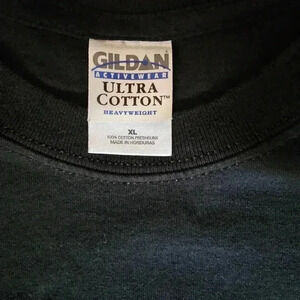 GILDAN
ACTIVEWEAR
ULTRA
COTTON™
HEAVYWEIGHT
XL
100% COTTON PRESHRUNK
MADE IN HONDURAS